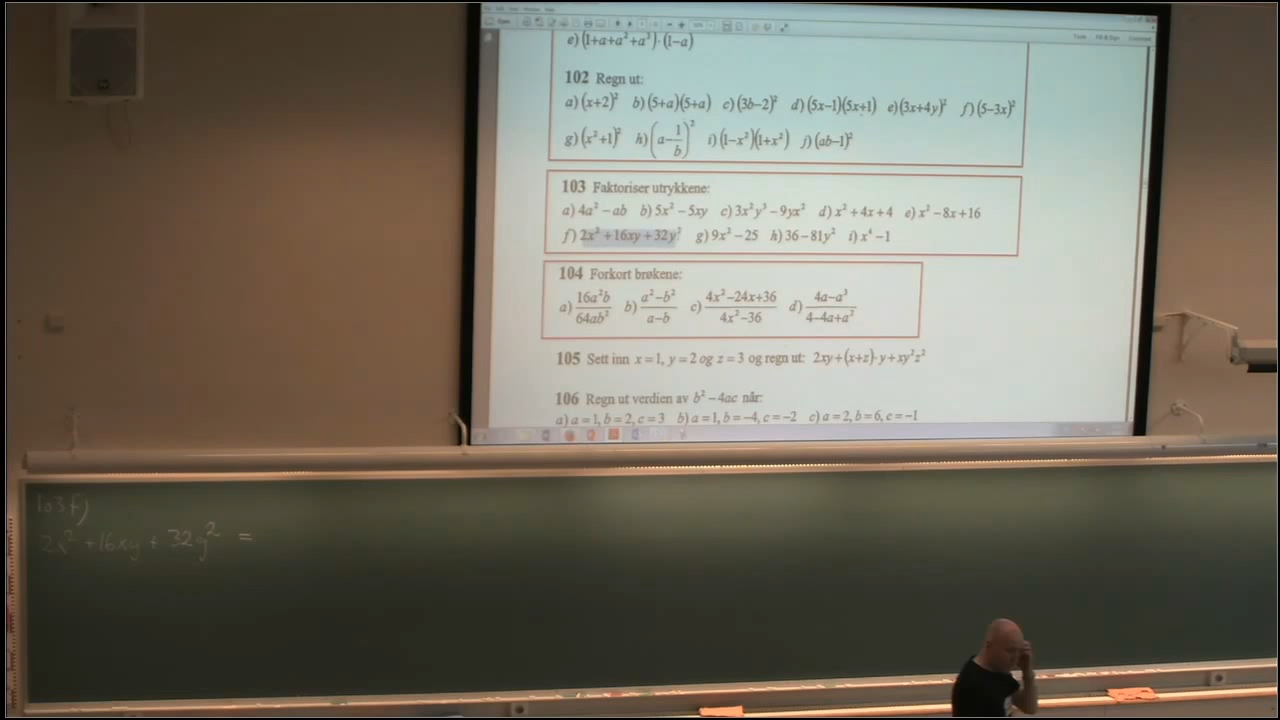 e) (1+a+a²+a³)·(1−a)
102 Regn ut:
a) (x+2)² b) (5+a)(5+a) c) (3b−2)² d) (5x−1)(5x+1) e) (3x+4y)² f) (5−3x)²
g) (x²+1)² h) (a−1/b)² i) (1−x²)(1+x²) j) (ab−1)²
103 Faktoriser utrykkene:
a) 4a²−ab b) 5x²−5xy c) 3x²y³−9yx² d) x²+4x+4 e) x²−8x+16
f) 2x²+16xy+32y² g) 9x²−25 h) 36−81y² i) x⁴−1
104 Forkort brøkene:
a) 16a²b/64ab² b) a²−b²/a−b c) 4x²−24x+36/4x²−36 d) 4a−a³/4−4a+a²
105 Sett inn x=1, y=2 og z=3 og regn ut: 2xy+(x+z)·y+xy²z²
106 Regn ut verdien av b²−4ac når:
a) a=1, b=2, c=3 b) a=1, b=−4, c=−2 c) a=2, b=6, c=−1
103 f)
2x² +16xy + 32y² =